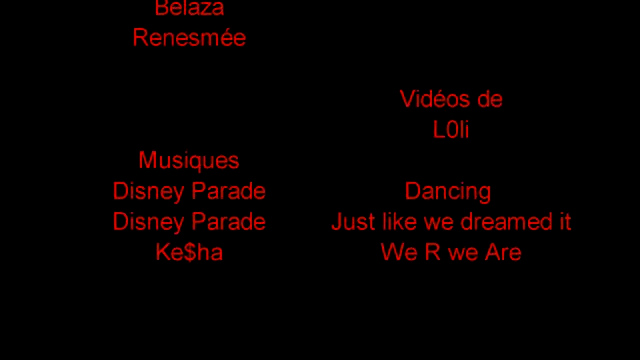 Belaza
Renesmée
Vidéos de
L0li
Musiques
Disney Parade Dancing
Disney Parade Just like we dreamed it
Ke$ha We R we Are